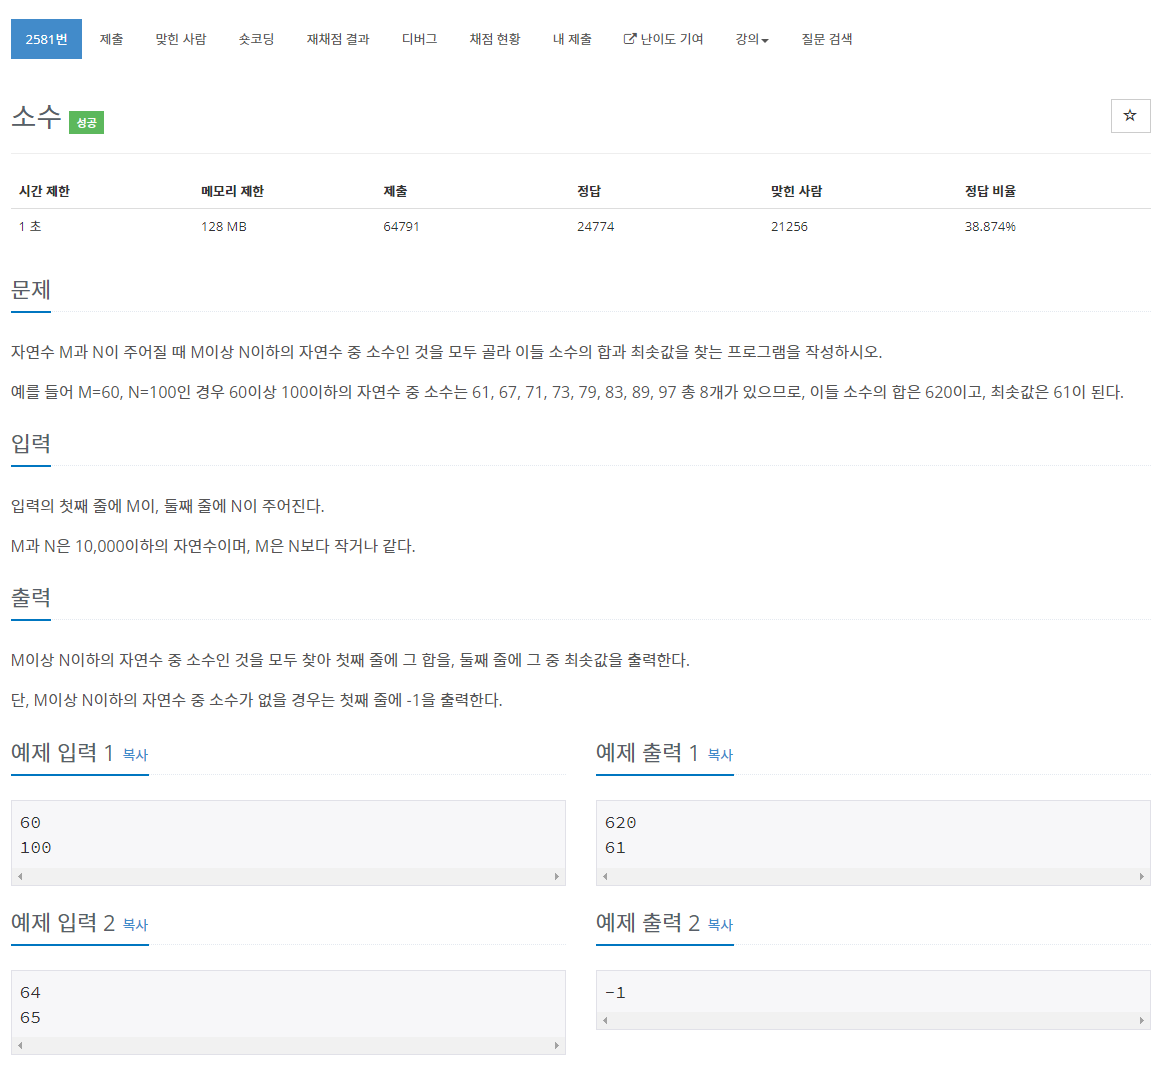 2581번 제출 맞힌 사람 숏코딩 재채점 결과 디버그 채점 현황 내 제출 난이도 기여 강의 질문 검색
소수 성공
시간 제한 메모리 제한 제출 정답 맞힌 사람 정답 비율
1 초 128 MB 64791 24774 21256 38.874%
문제
자연수 M과 N이 주어질 때 M이상 N이하의 자연수 중 소수인 것을 모두 골라 이들 소수의 합과 최솟값을 찾는 프로그램을 작성하시오.
예를 들어 M=60, N=100인 경우 60이상 100이하의 자연수 중 소수는 61, 67, 71, 73, 79, 83, 89, 97 총 8개가 있으므로, 이들 소수의 합은 620이고, 최솟값은 61이 된다.
입력
입력의 첫째 줄에 M이, 둘째 줄에 N이 주어진다.
M과 N은 10,000이하의 자연수이며, M은 N보다 작거나 같다.
출력
M이상 N이하의 자연수 중 소수인 것을 모두 찾아 첫째 줄에 그 합을, 둘째 줄에 그 중 최솟값을 출력한다.
단, M이상 N이하의 자연수 중 소수가 없을 경우는 첫째 줄에 -1을 출력한다.
예제 입력 1 복사
60
100
예제 출력 1 복사
620
61
예제 입력 2 복사
64
65
예제 출력 2 복사
-1